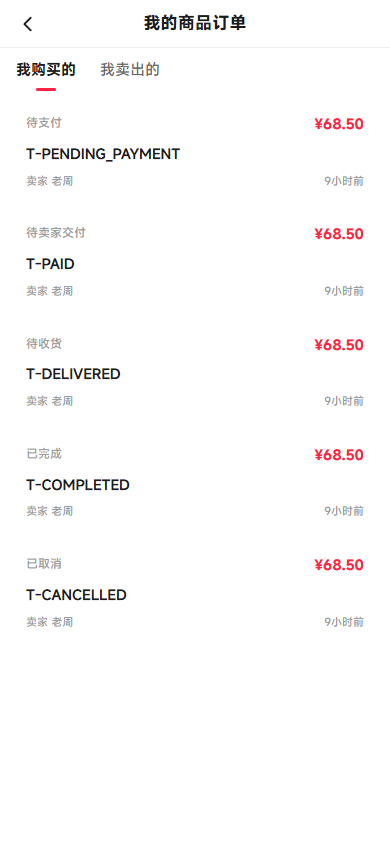 我的商品订单
我购买的 我卖出的
待支付 ¥68.50
T-PENDING_PAYMENT
卖家 老周 9小时前
待卖家交付 ¥68.50
T-PAID
卖家 老周 9小时前
待收货 ¥68.50
T-DELIVERED
卖家 老周 9小时前
已完成 ¥68.50
T-COMPLETED
卖家 老周 9小时前
已取消 ¥68.50
T-CANCELLED
卖家 老周 9小时前